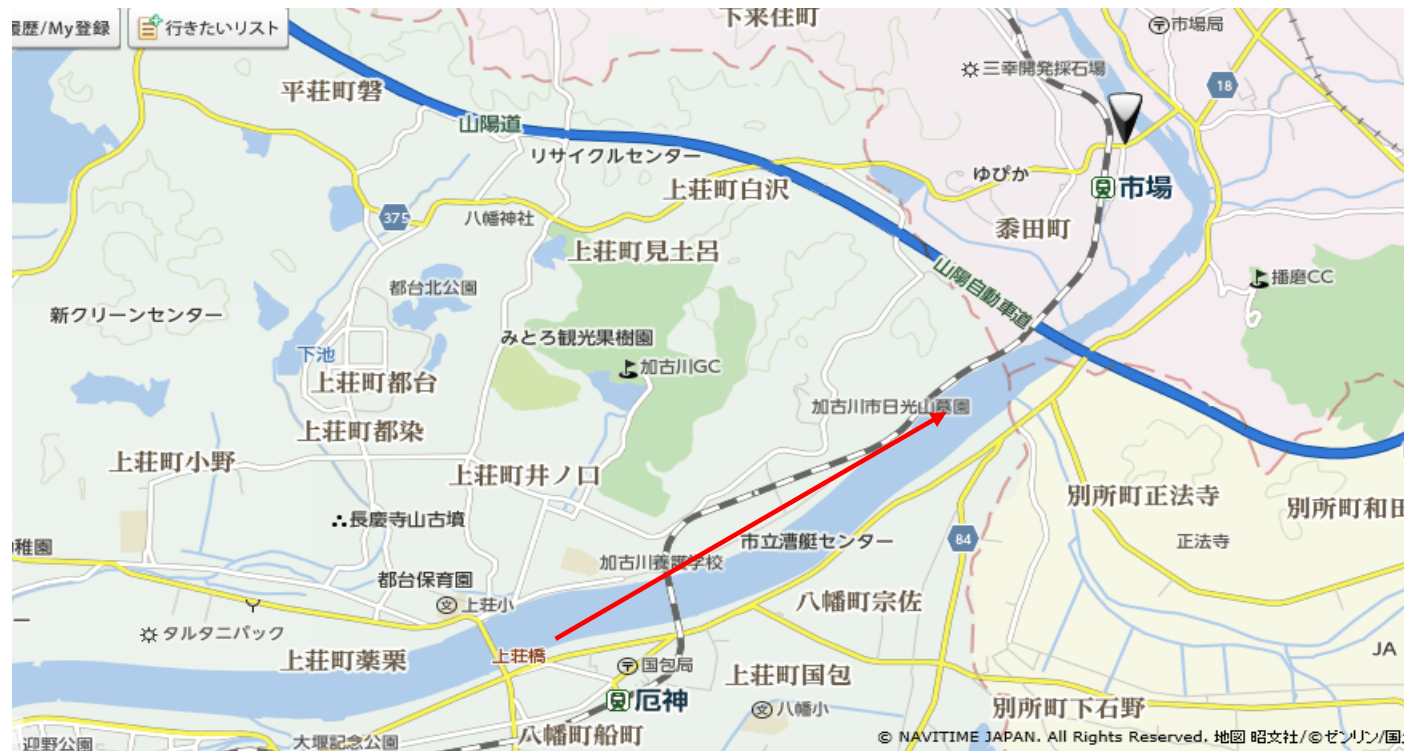 歴/My登録
行きたいリスト
下来住町
市場局
三幸開発採石場
18
平荘町磐
山陽道
リサイクルセンター
上荘町白沢
ゆぴか
市場
375
八幡神社
黍田町
上荘町見土呂
山陽自動車道
播磨CC
都台北公園
新クリーンセンター
みとろ観光果樹園
下池
加古川GC
上荘町都台
加古川市日光山墓園
上荘町都染
上荘町小野
上荘町井ノ口
別所町正法寺
別所町和田
長慶寺山古墳
稚園
市立漕艇センター
84
正法寺
加古川養護学校
都台保育園
文
上荘小
八幡町宗佐
タルタニパック
上荘町薬栗
上荘橋
国包局
上荘町国包
JA
厄神
文
八幡小
別所町下石野
迎野公園
大堰記念公園
八幡町船町
© NAVITIME JAPAN. All Rights Reserved. 地図 昭文社/©ゼンリン/国